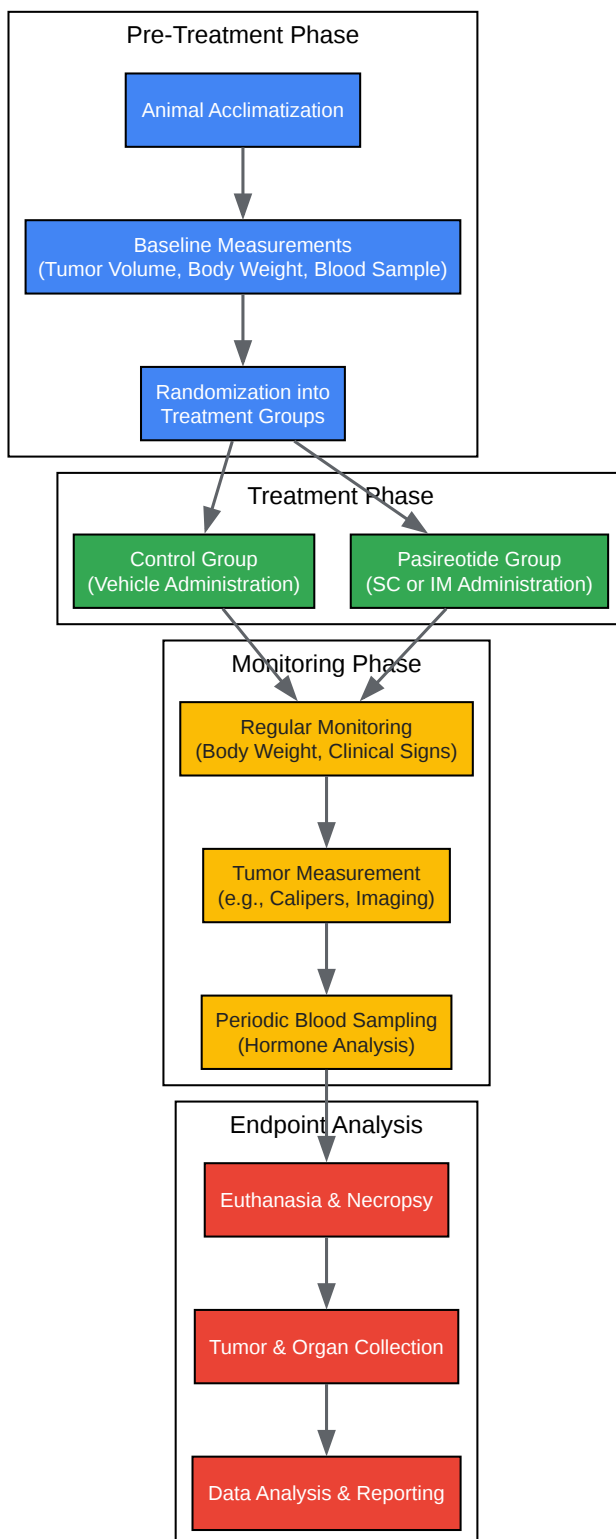 Pre-Treatment Phase
Animal Acclimatization
Baseline Measurements
(Tumor Volume, Body Weight, Blood Sample)
Randomization into
Treatment Groups
Treatment Phase
Control Group
(Vehicle Administration)
Pasireotide Group
(SC or IM Administration)
Monitoring Phase
Regular Monitoring
(Body Weight, Clinical Signs)
Tumor Measurement
(e.g., Calipers, Imaging)
Periodic Blood Sampling
(Hormone Analysis)
Endpoint Analysis
Euthanasia & Necropsy
Tumor & Organ Collection
Data Analysis & Reporting